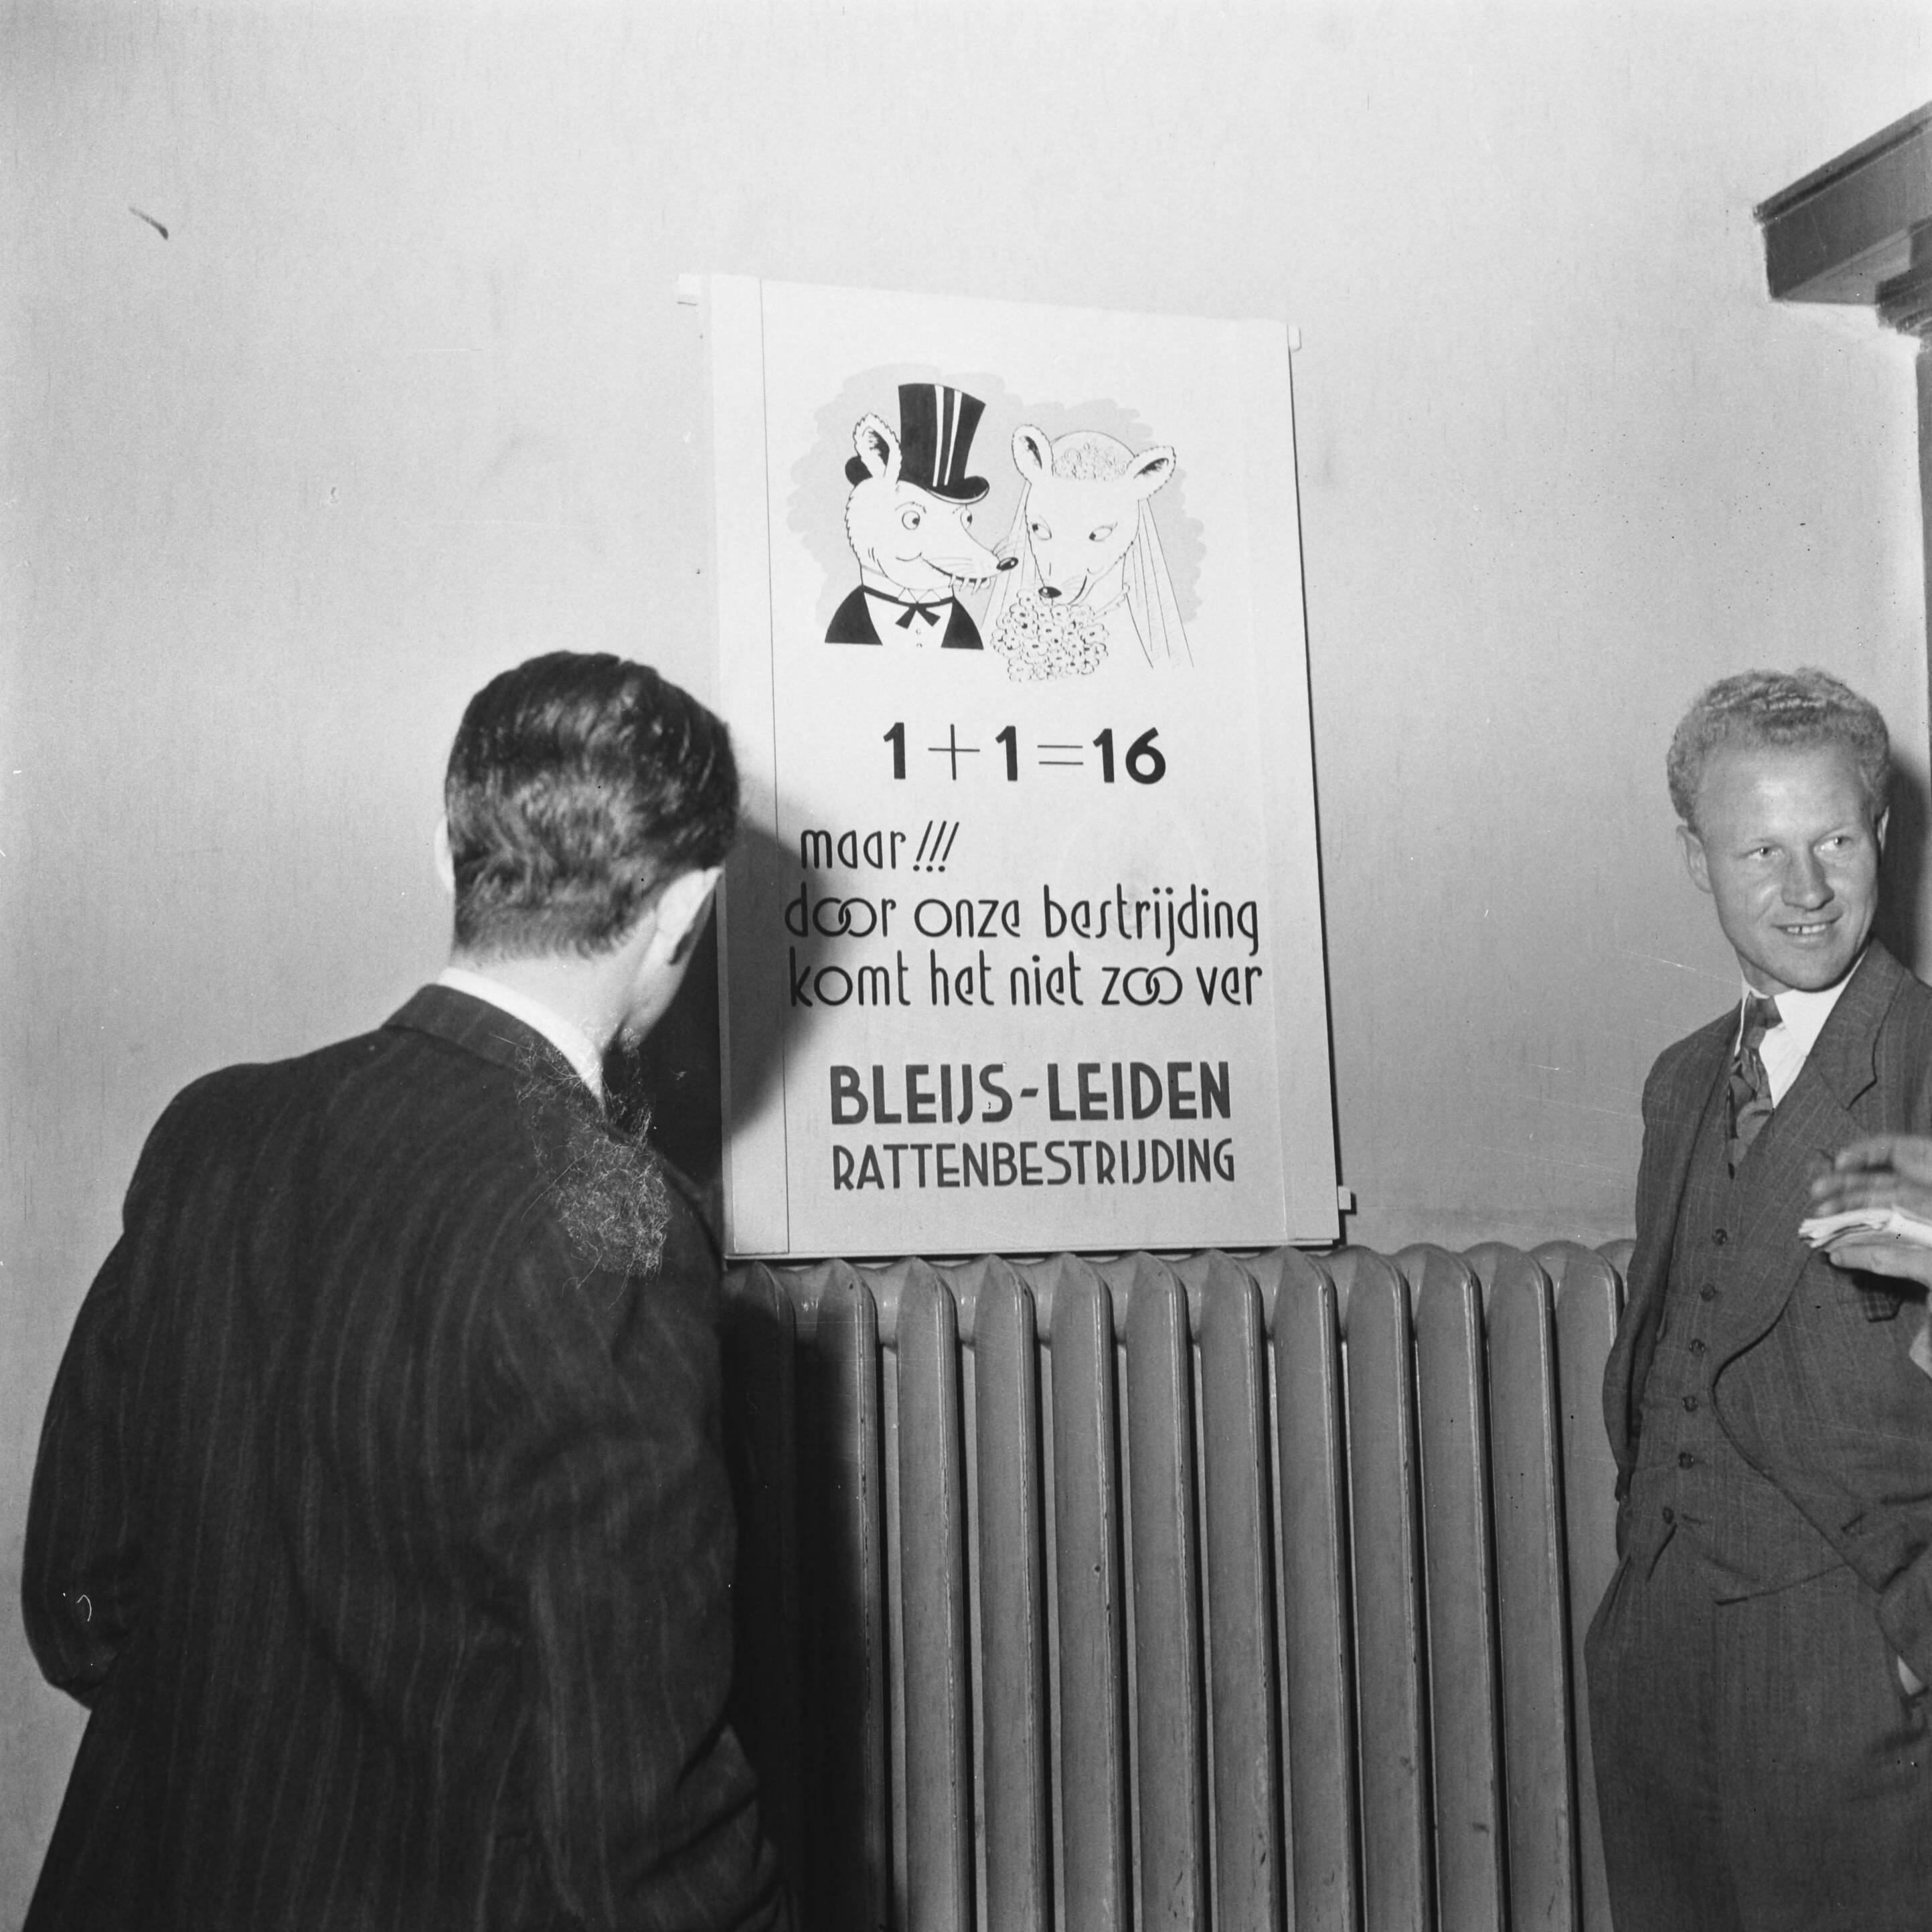 1+1=16
maar!!!
door onze bestrijding
komt het niet zoo ver
BLEIJS-LEIDEN
RATTENBESTRIJDING